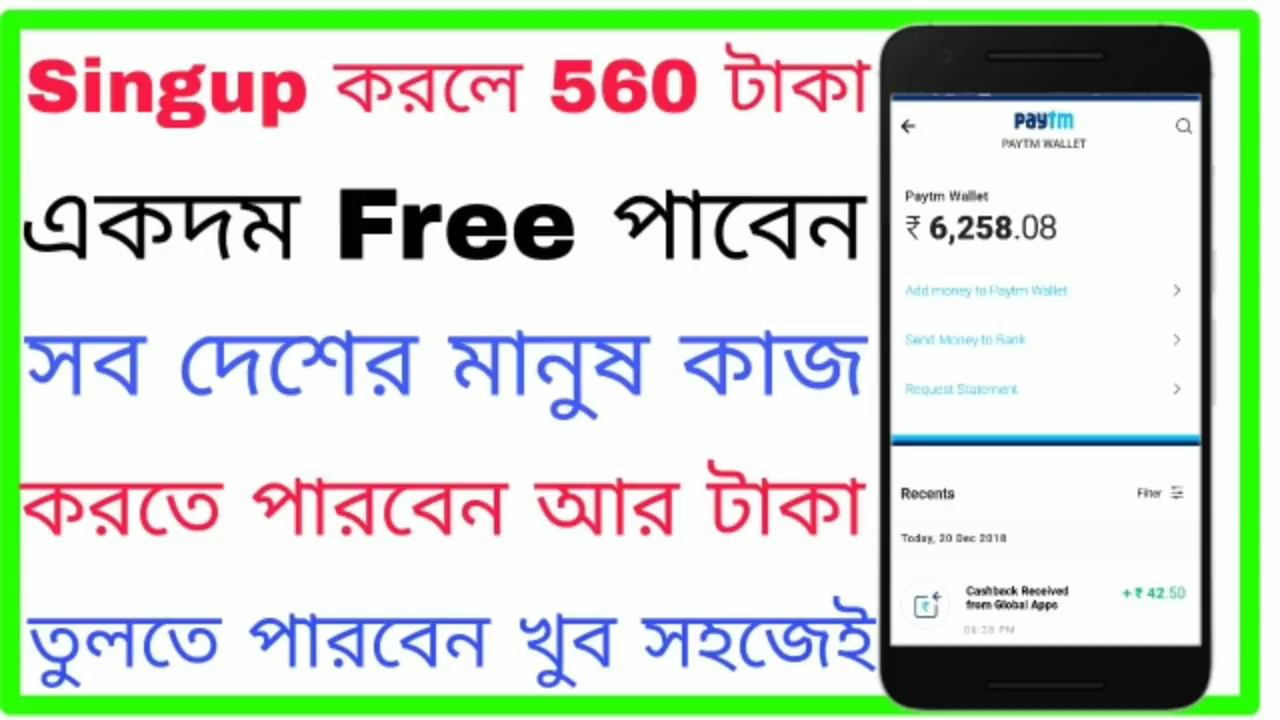 Singup করলে 560 টাকা
একদম Free পাবেন
সব দেশের মানুষ কাজ
করতে পারবেন আর টাকা
তুলতে পারবেন খুব সহজেই
paytm
PAYTM WALLET
Paytm Wallet
₹ 6,258.08
Add money to Paytm Wallet
Send Money to Bank
Request Statement
Recents Filter
Today, 20 Dec 2018
Cashback Received + ₹ 42.50
from Global Apps
06:28 PM